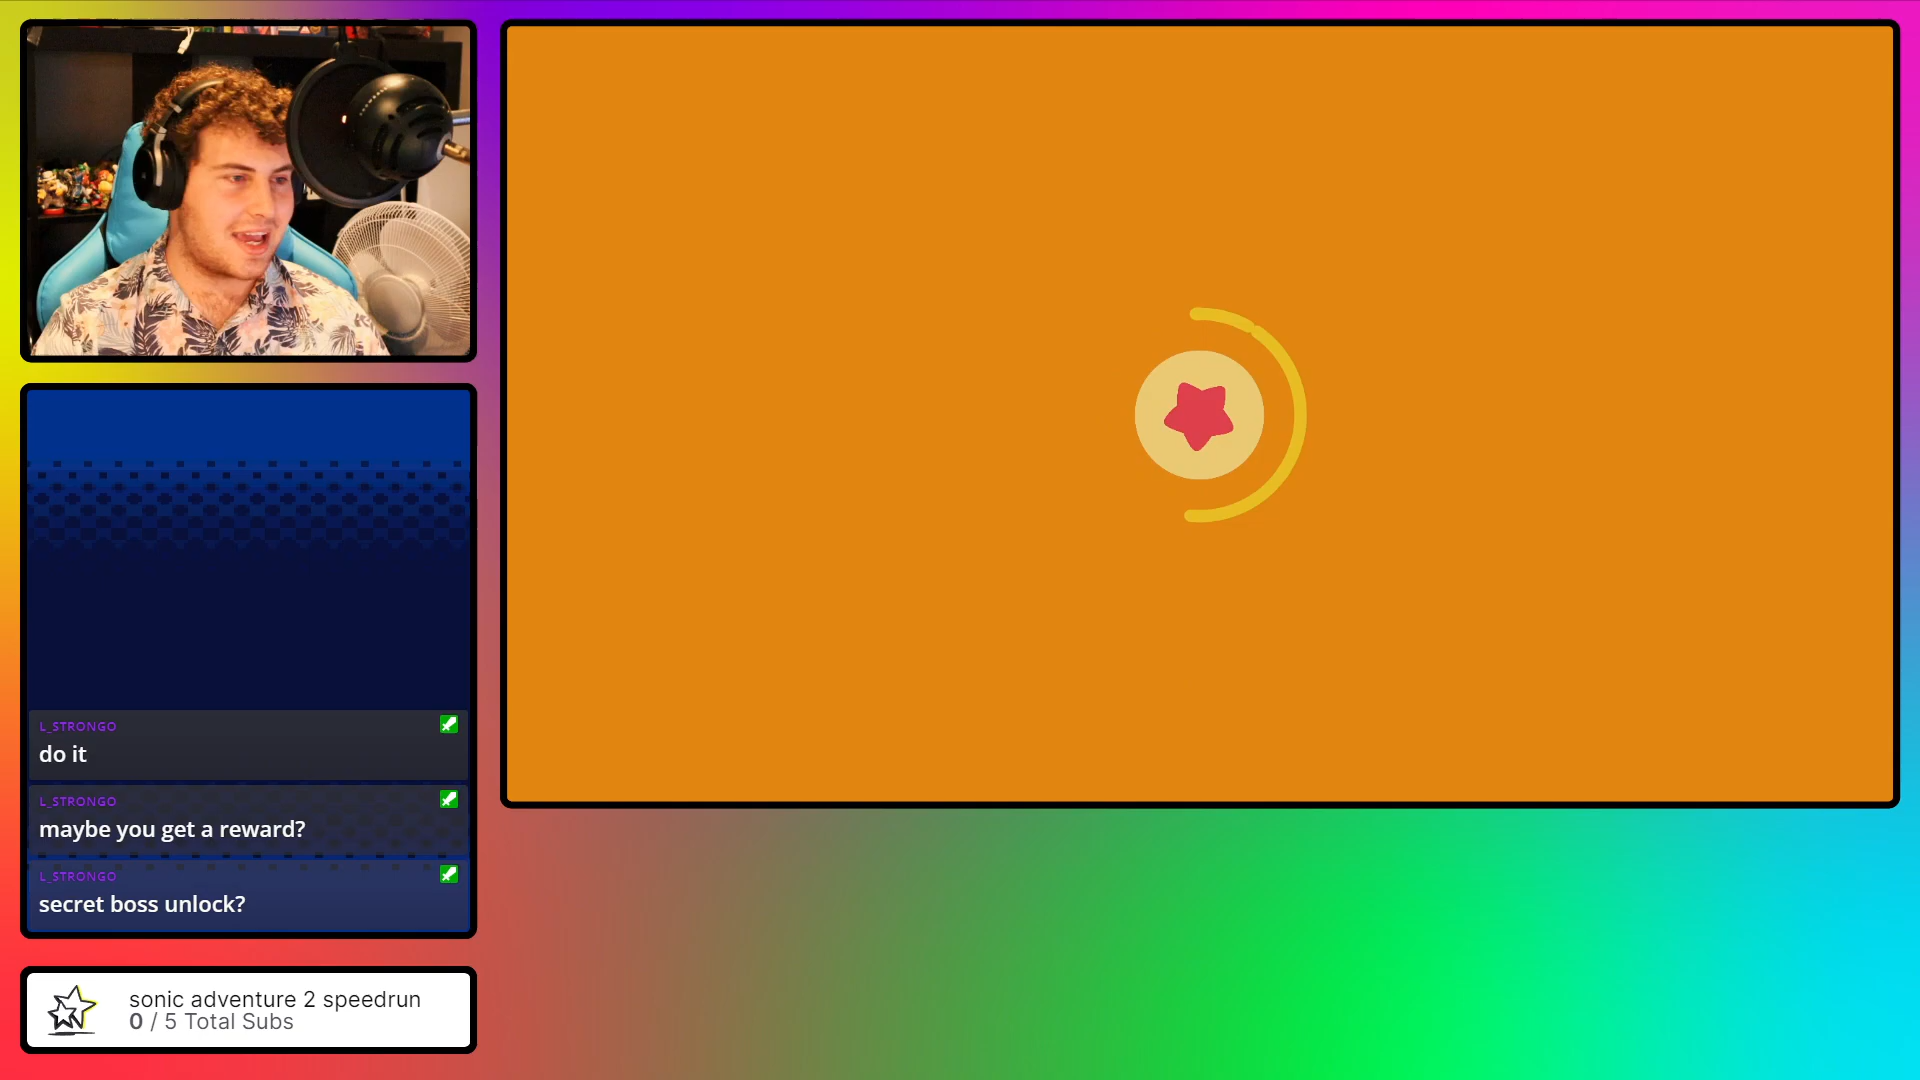 L_STRONGO
do it
L_STRONGO
maybe you get a reward?
L_STRONGO
secret boss unlock?
sonic adventure 2 speedrun
0 / 5 Total Subs